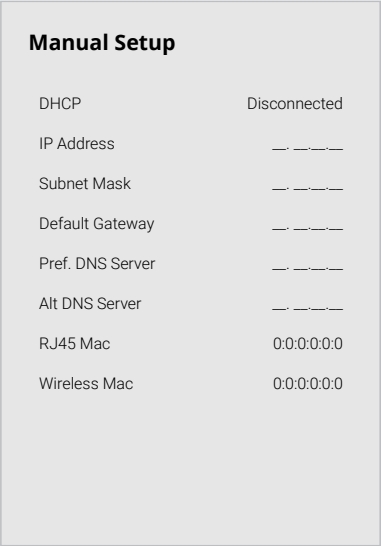 Manual Setup
DHCP Disconnected
IP Address __. __.__.__
Subnet Mask __. __.__.__
Default Gateway __. __.__.__
Pref. DNS Server __. __.__.__
Alt DNS Server __. __.__.__
RJ45 Mac 0:0:0:0:0:0
Wireless Mac 0:0:0:0:0:0